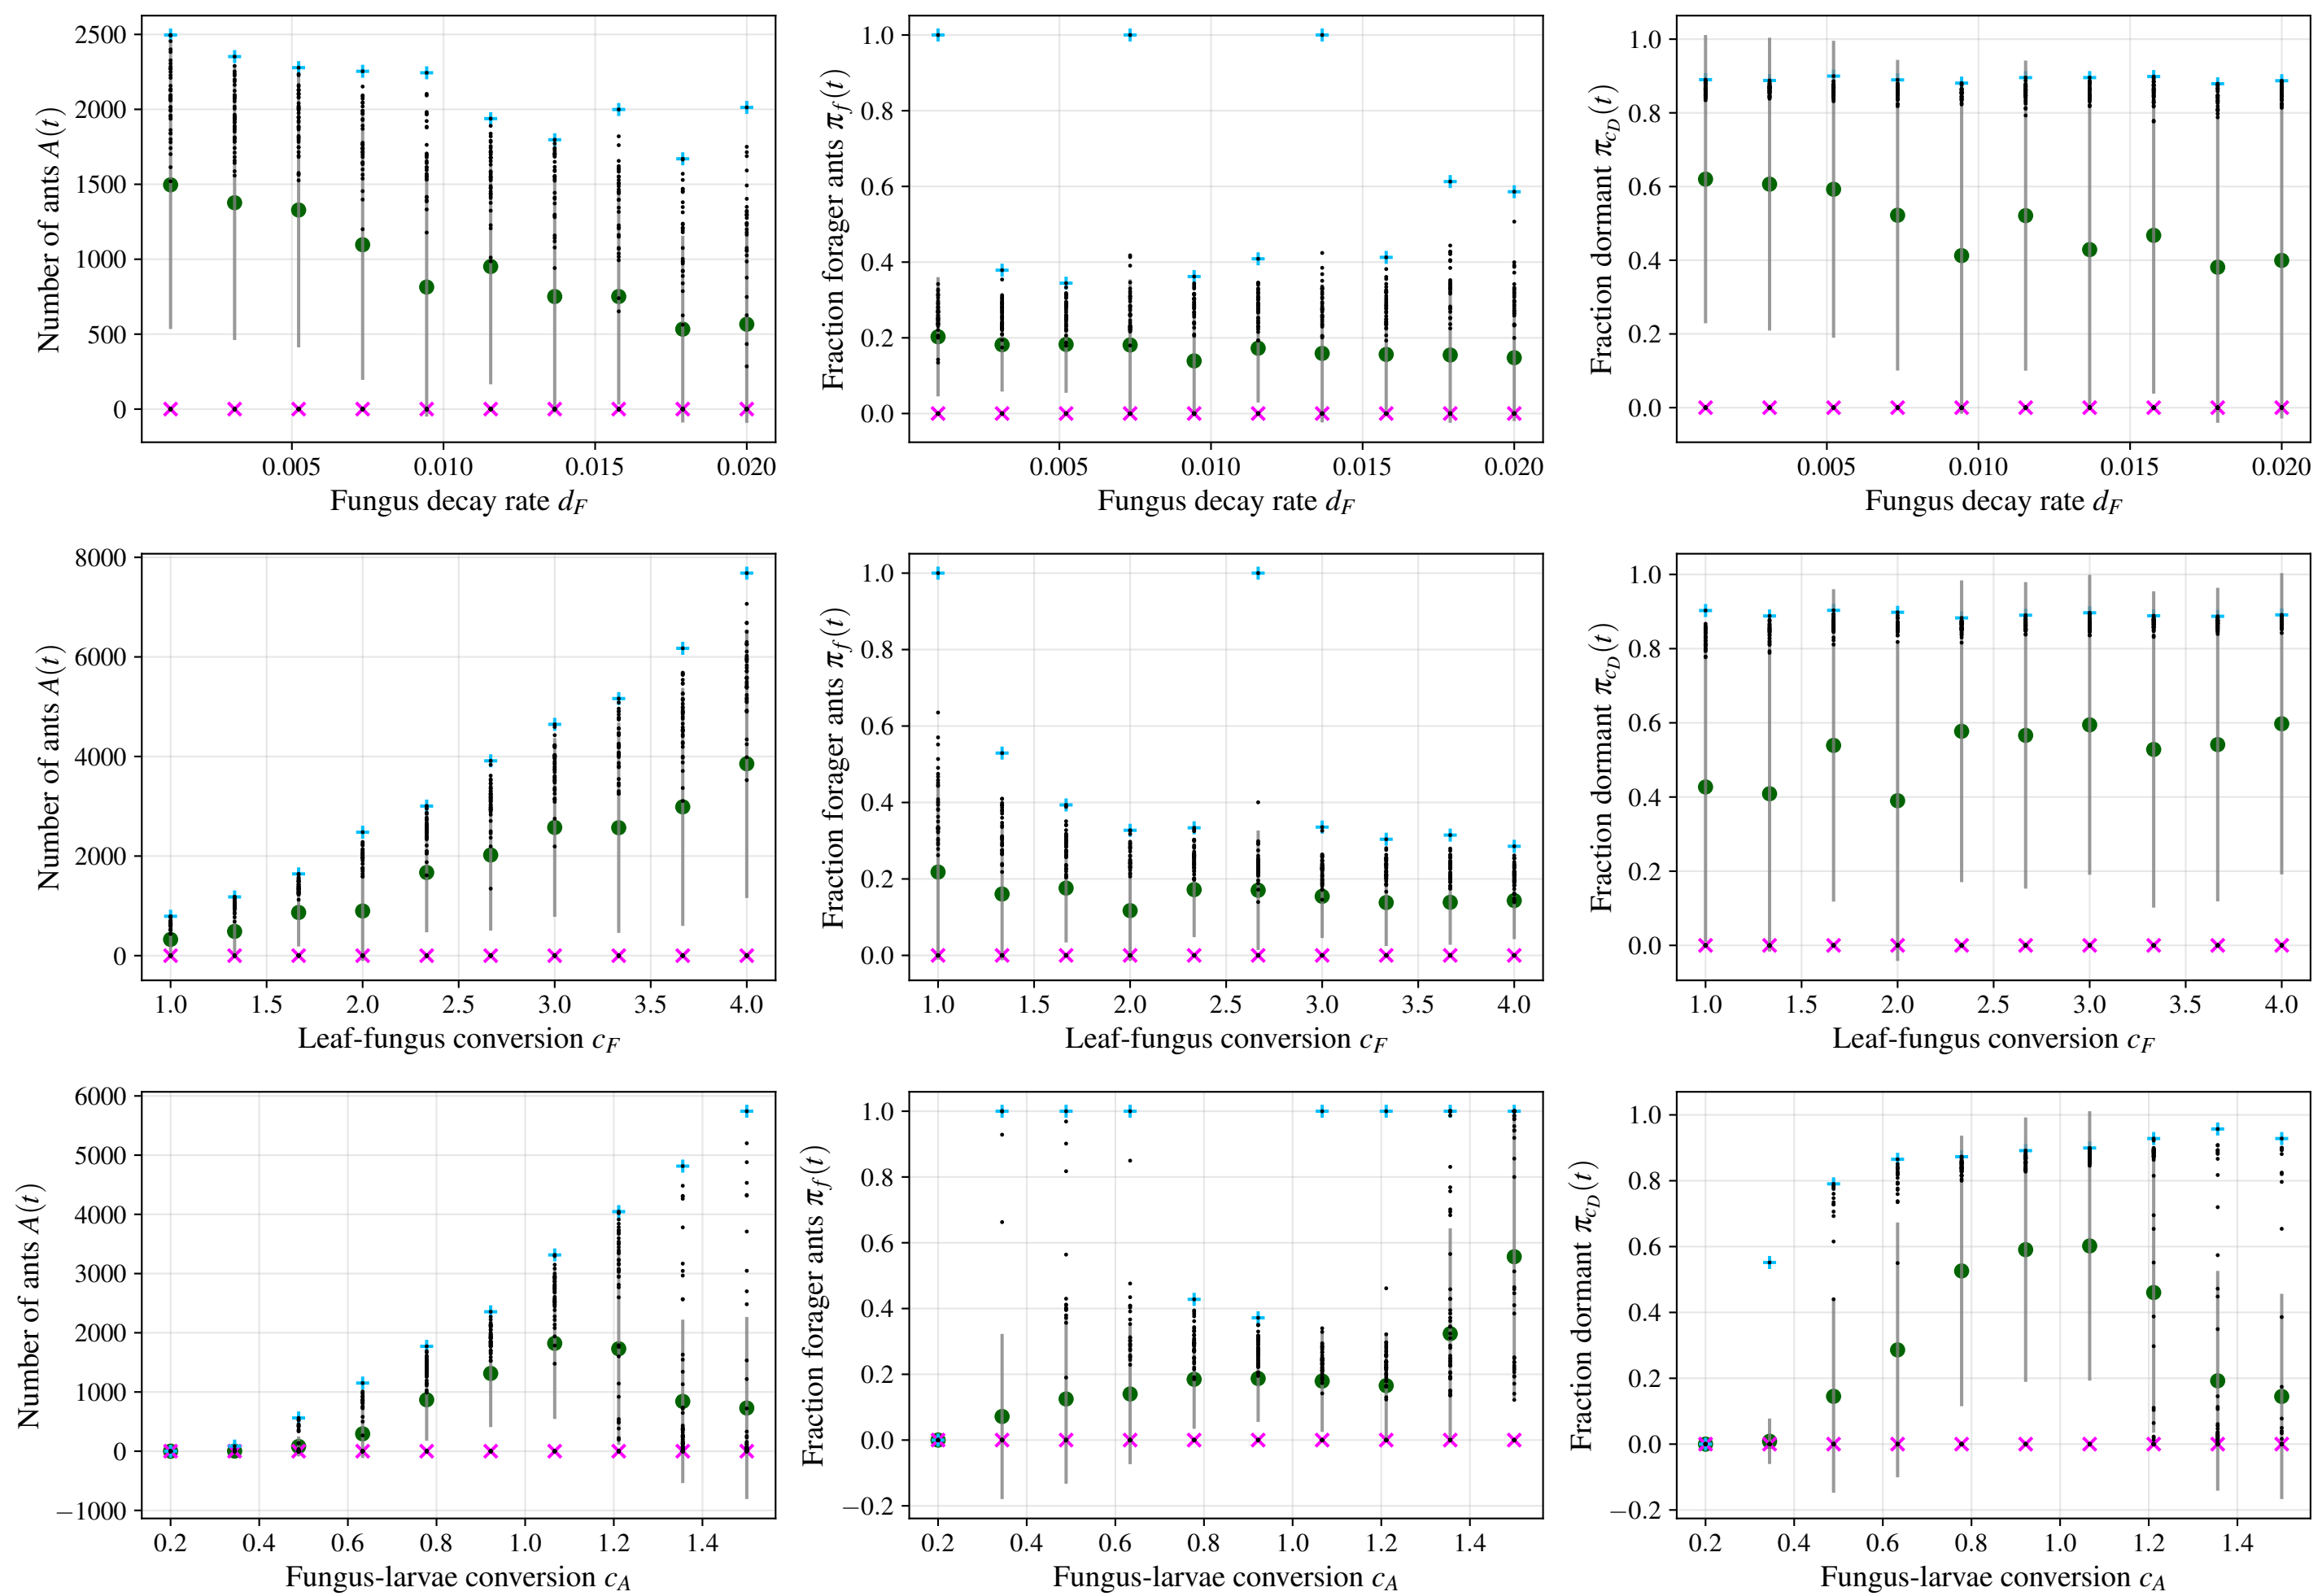 2500
2000
1500
1000
500
0
Number of ants A(t)
0.005 0.010 0.015 0.020
Fungus decay rate d_F
1.0
0.8
0.6
0.4
0.2
0.0
Fraction forager ants π_f(t)
0.005 0.010 0.015 0.020
Fungus decay rate d_F
1.0
0.8
0.6
0.4
0.2
0.0
Fraction dormant π_{c_D}(t)
0.005 0.010 0.015 0.020
Fungus decay rate d_F
8000
6000
4000
2000
0
Number of ants A(t)
1.0 1.5 2.0 2.5 3.0 3.5 4.0
Leaf-fungus conversion c_F
1.0
0.8
0.6
0.4
0.2
0.0
Fraction forager ants π_f(t)
1.0 1.5 2.0 2.5 3.0 3.5 4.0
Leaf-fungus conversion c_F
1.0
0.8
0.6
0.4
0.2
0.0
Fraction dormant π_{c_D}(t)
1.0 1.5 2.0 2.5 3.0 3.5 4.0
Leaf-fungus conversion c_F
6000
5000
4000
3000
2000
1000
0
−1000
Number of ants A(t)
0.2 0.4 0.6 0.8 1.0 1.2 1.4
Fungus-larvae conversion c_A
1.0
0.8
0.6
0.4
0.2
0.0
−0.2
Fraction forager ants π_f(t)
0.2 0.4 0.6 0.8 1.0 1.2 1.4
Fungus-larvae conversion c_A
1.0
0.8
0.6
0.4
0.2
0.0
−0.2
Fraction dormant π_{c_D}(t)
0.2 0.4 0.6 0.8 1.0 1.2 1.4
Fungus-larvae conversion c_A